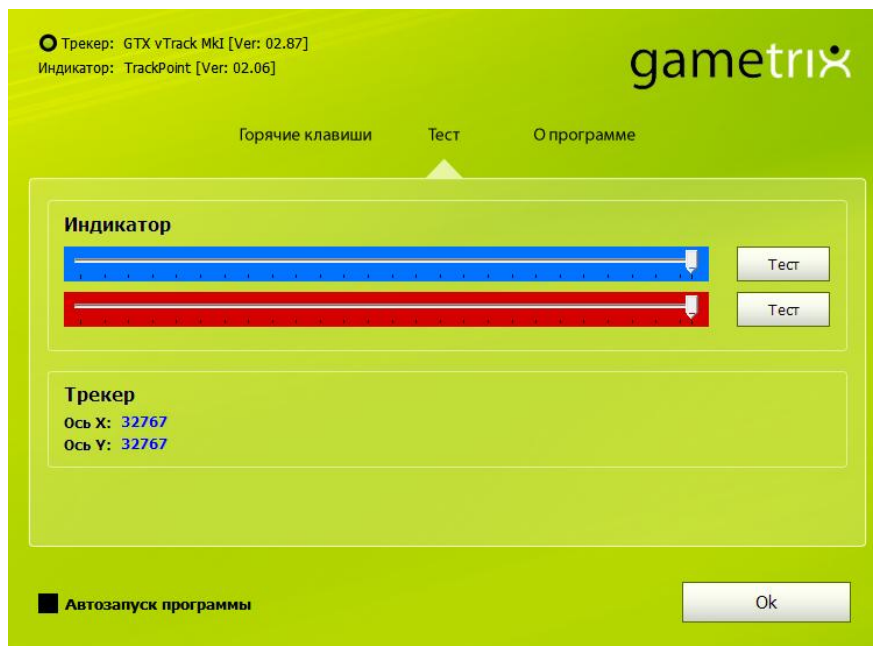 Трекер: GTX vTrack MkI [Ver: 02.87]
Индикатор: TrackPoint [Ver: 02.06]
gametrix
Горячие клавиши Тест О программе
Индикатор
Тест
Тест
Трекер
Ось X: 32767
Ось Y: 32767
Автозапуск программы
Ok